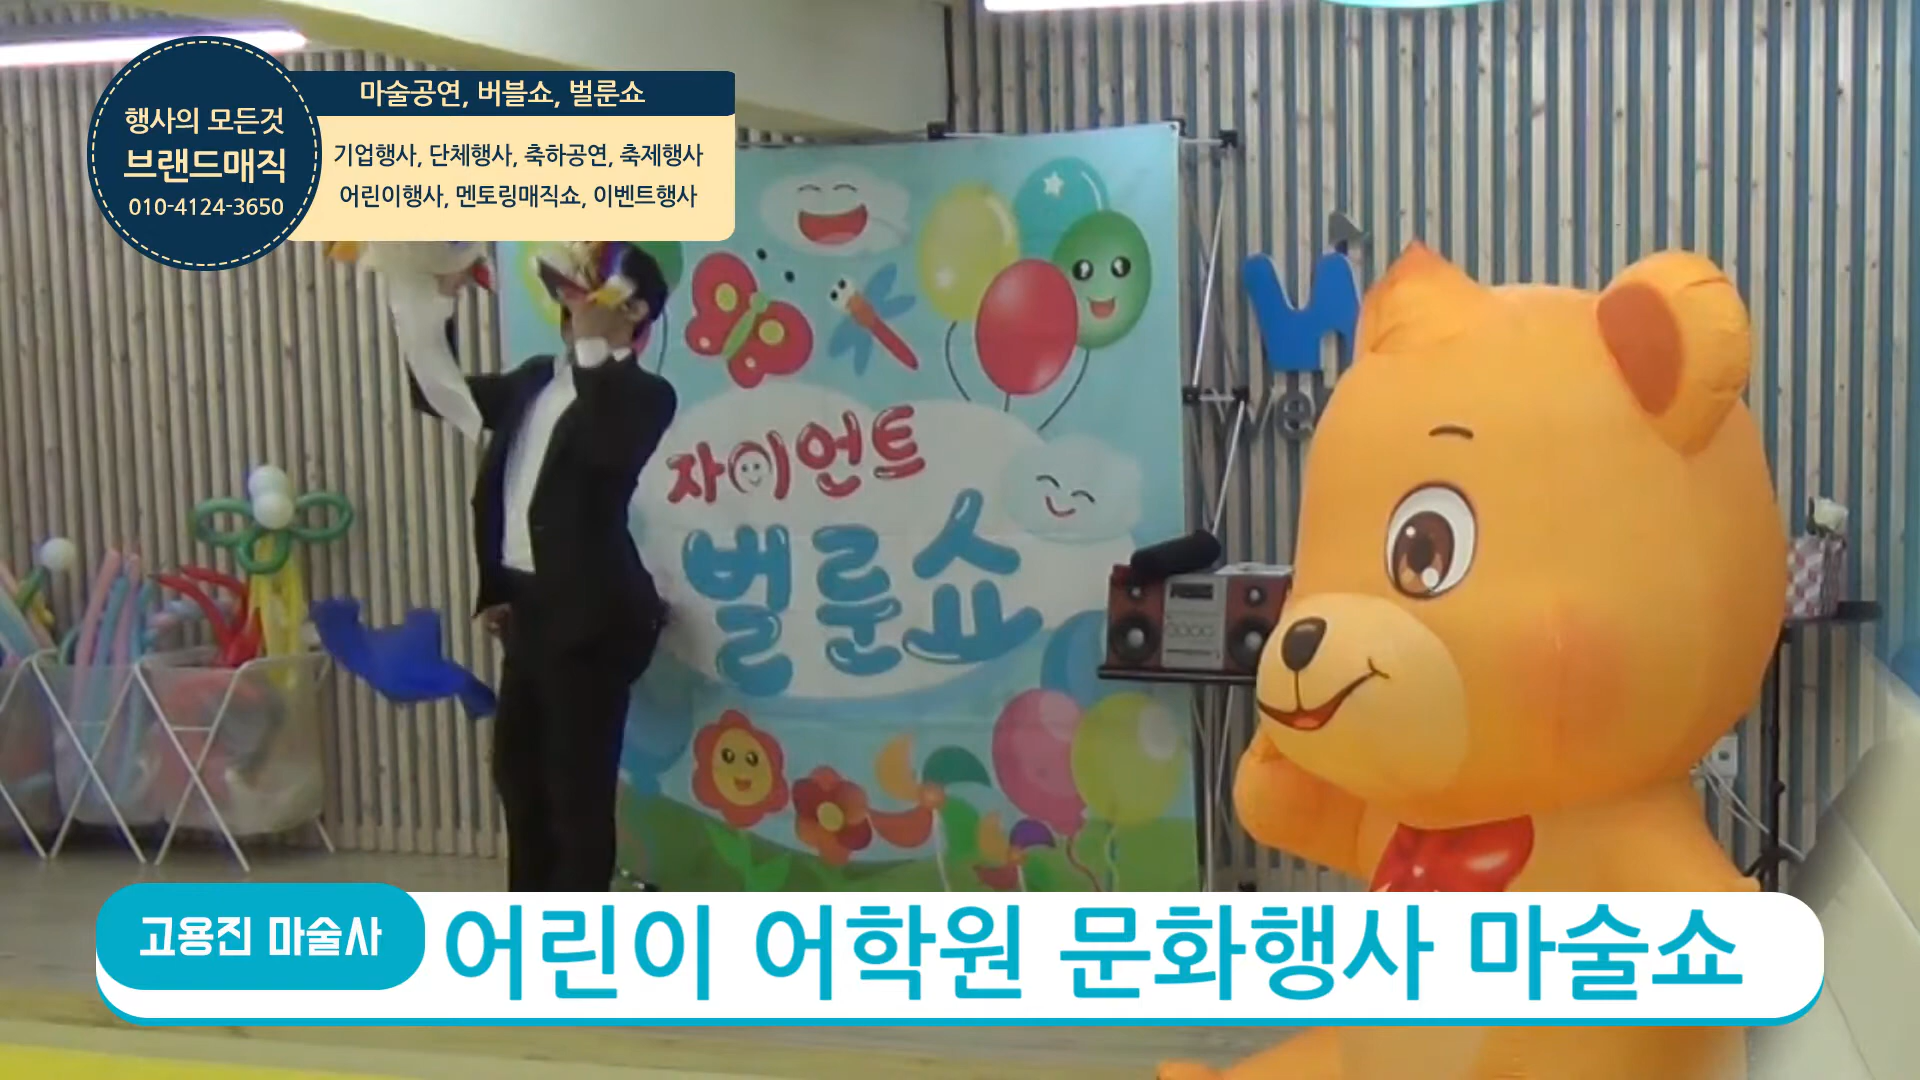 행사의 모든것
브랜드매직
010-4124-3650
마술공연, 버블쇼, 벌룬쇼
기업행사, 단체행사, 축하공연, 축제행사
어린이행사, 멘토링매직쇼, 이벤트행사
자이언트
벌룬쇼
we
고용진 마술사
어린이 어학원 문화행사 마술쇼